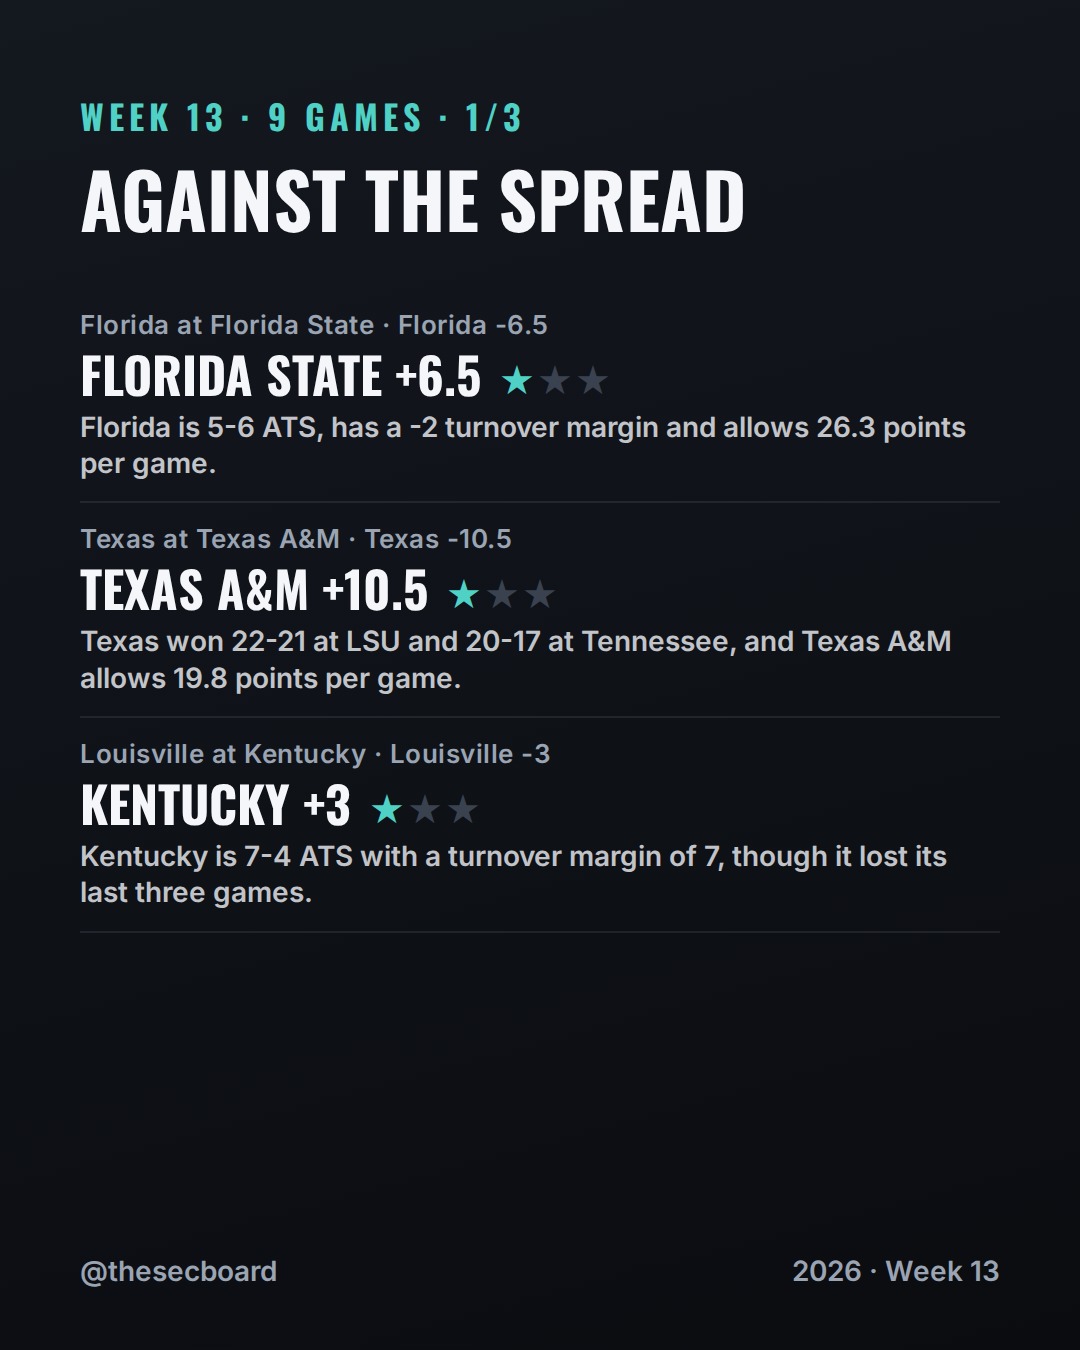 WEEK 13 · 9 GAMES · 1/3
AGAINST THE SPREAD
Florida at Florida State · Florida -6.5
FLORIDA STATE +6.5 ★★★
Florida is 5-6 ATS, has a -2 turnover margin and allows 26.3 points
per game.
Texas at Texas A&M · Texas -10.5
TEXAS A&M +10.5 ★★★
Texas won 22-21 at LSU and 20-17 at Tennessee, and Texas A&M
allows 19.8 points per game.
Louisville at Kentucky · Louisville -3
KENTUCKY +3 ★★★
Kentucky is 7-4 ATS with a turnover margin of 7, though it lost its
last three games.
@thesecboard
2026 · Week 13